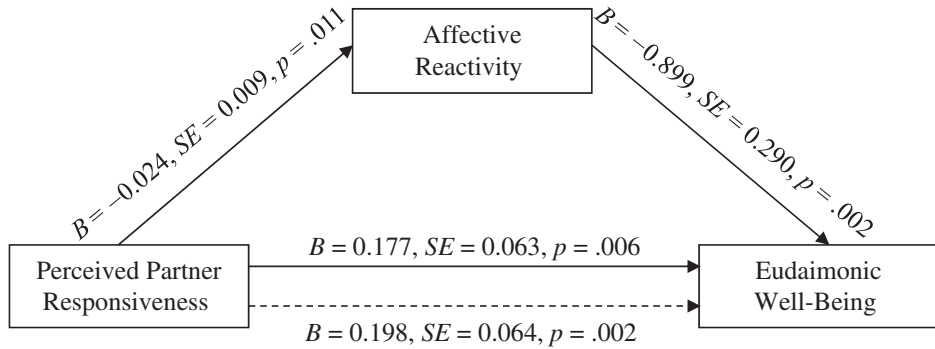 Affective
Reactivity
B = −0.024, SE = 0.009, p = .011
B = −0.899, SE = 0.290, p = .002
Perceived Partner
Responsiveness
B = 0.177, SE = 0.063, p = .006
B = 0.198, SE = 0.064, p = .002
Eudaimonic
Well-Being